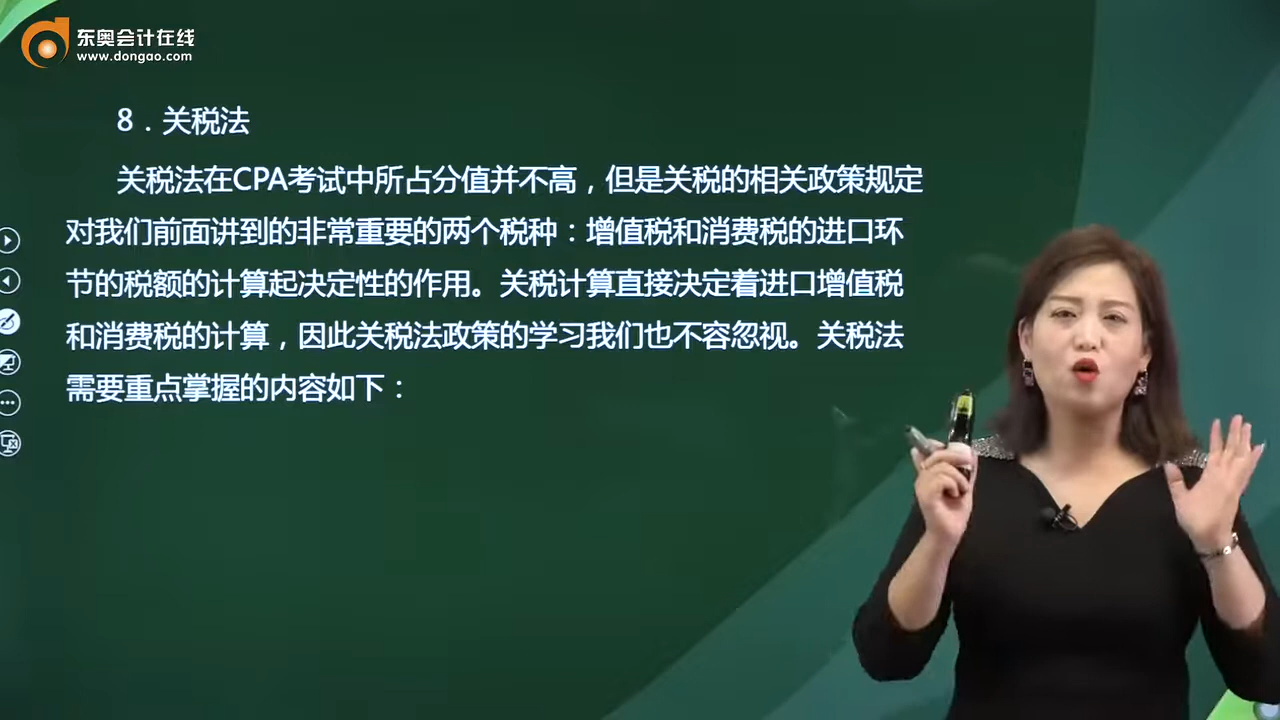 东奥会计在线
www.dongao.com
8．关税法
关税法在CPA考试中所占分值并不高，但是关税的相关政策规定
对我们前面讲到的非常重要的两个税种：增值税和消费税的进口环
节的税额的计算起决定性的作用。关税计算直接决定着进口增值税
和消费税的计算，因此关税法政策的学习我们也不容忽视。关税法
需要重点掌握的内容如下：